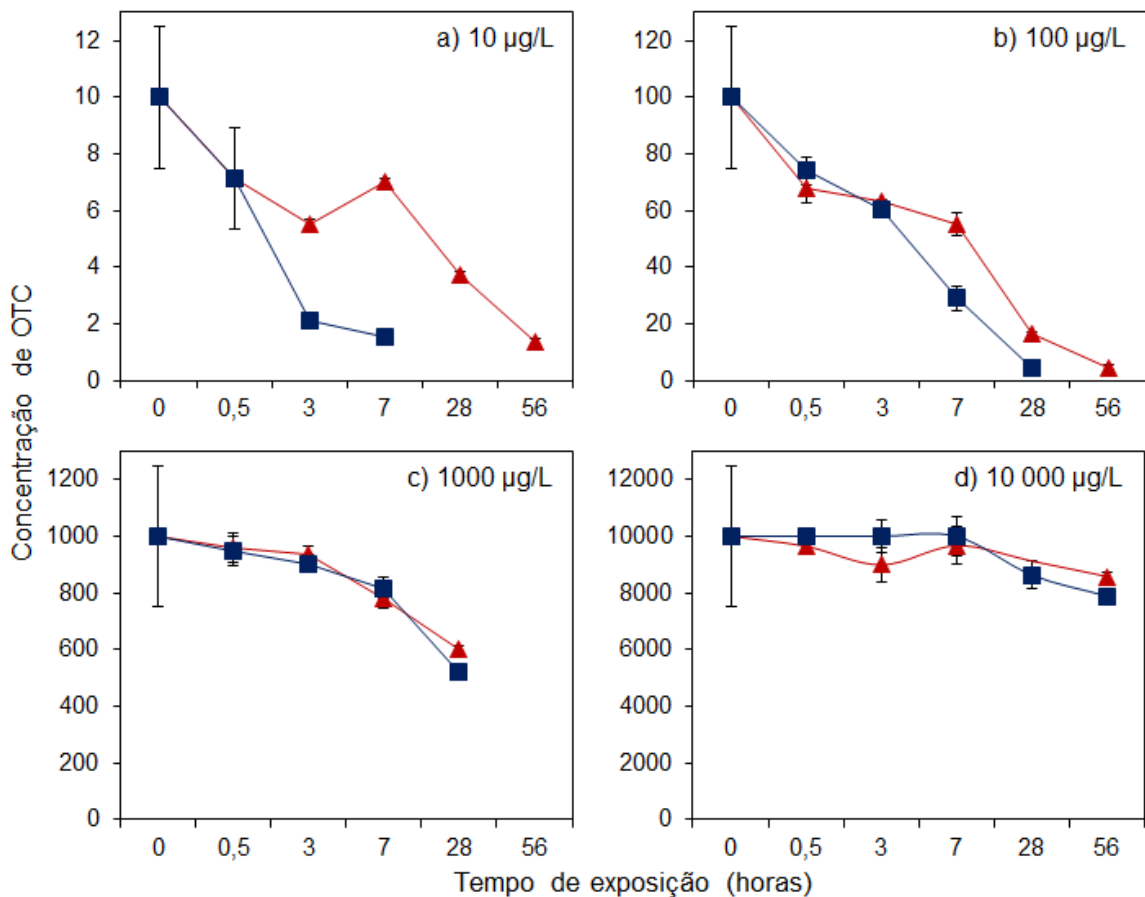 a) 10 µg/L
12
10
8
6
4
2
0
0 0,5 3 7 28 56
b) 100 µg/L
120
100
80
60
40
20
0
0 0,5 3 7 28 56
Concentração de OTC
c) 1000 µg/L
1200
1000
800
600
400
200
0
0 0,5 3 7 28 56
d) 10 000 µg/L
12000
10000
8000
6000
4000
2000
0
0 0,5 3 7 28 56
Tempo de exposição (horas)